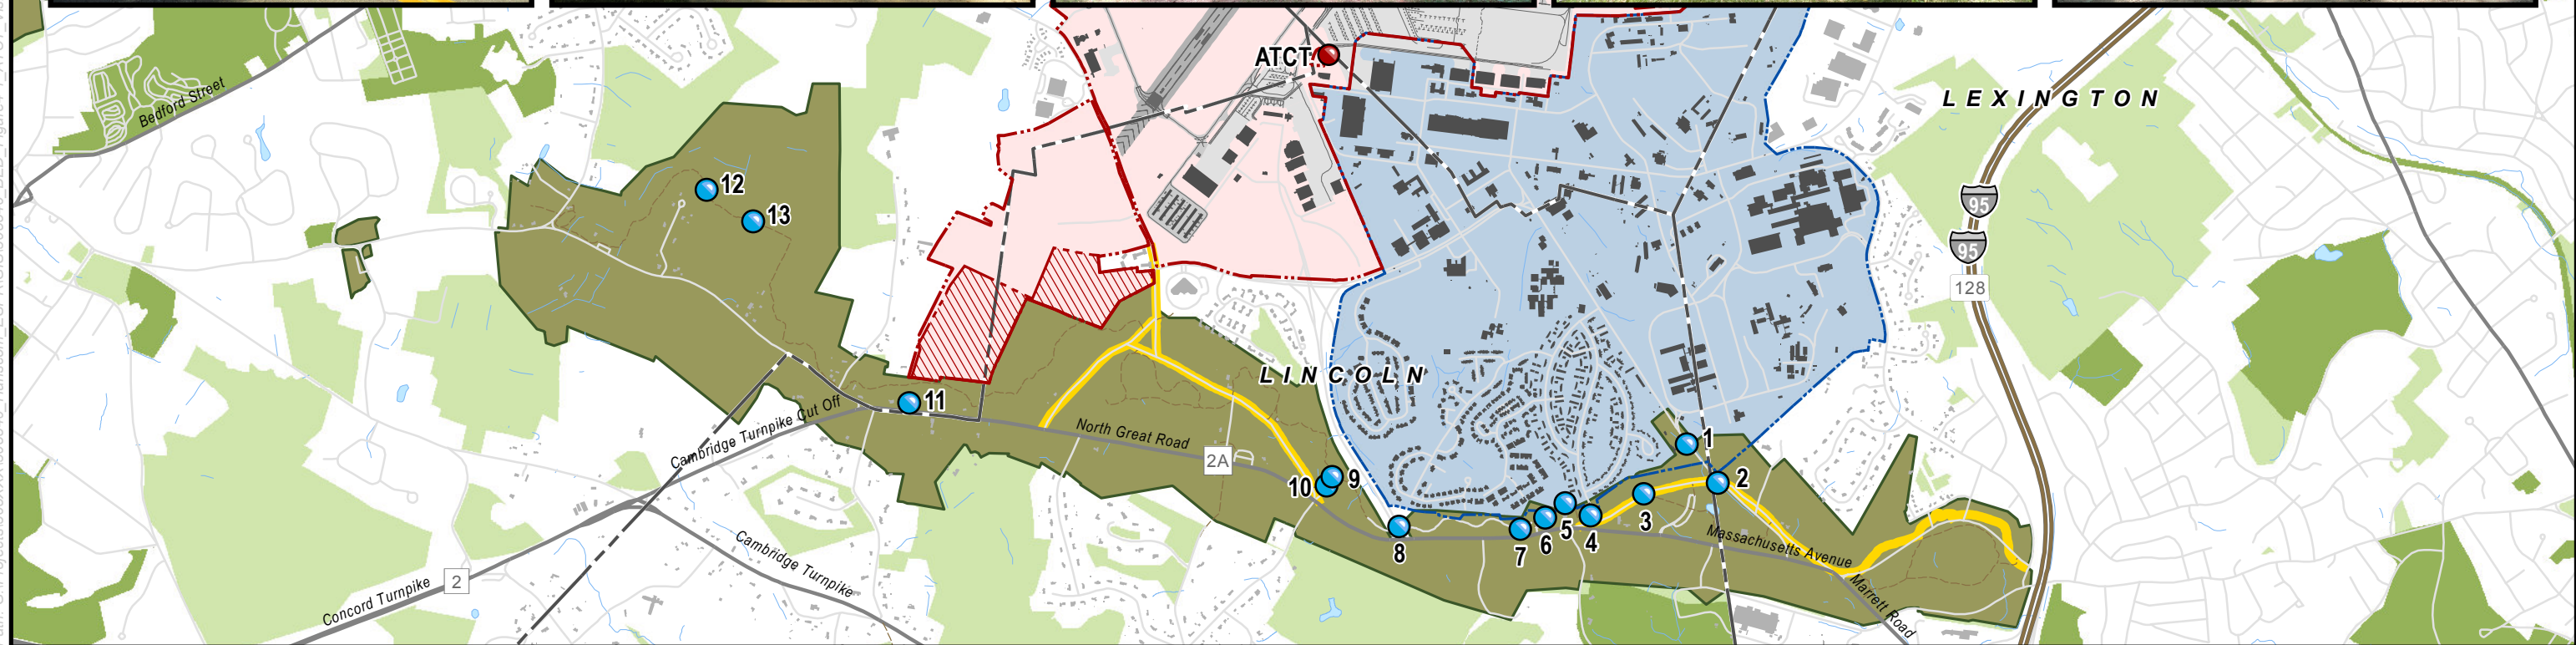 ATCT
Bedford Street
LEXINGTON
12
13
95
95
128
LINCOLN
11
Cambridge Turnpike Cut Off
North Great Road
2A
10
9
1
2
3
4
5
6
7
8
Massachusetts Avenue
Cambridge Turnpike
Concord Turnpike
2
Marrett Road